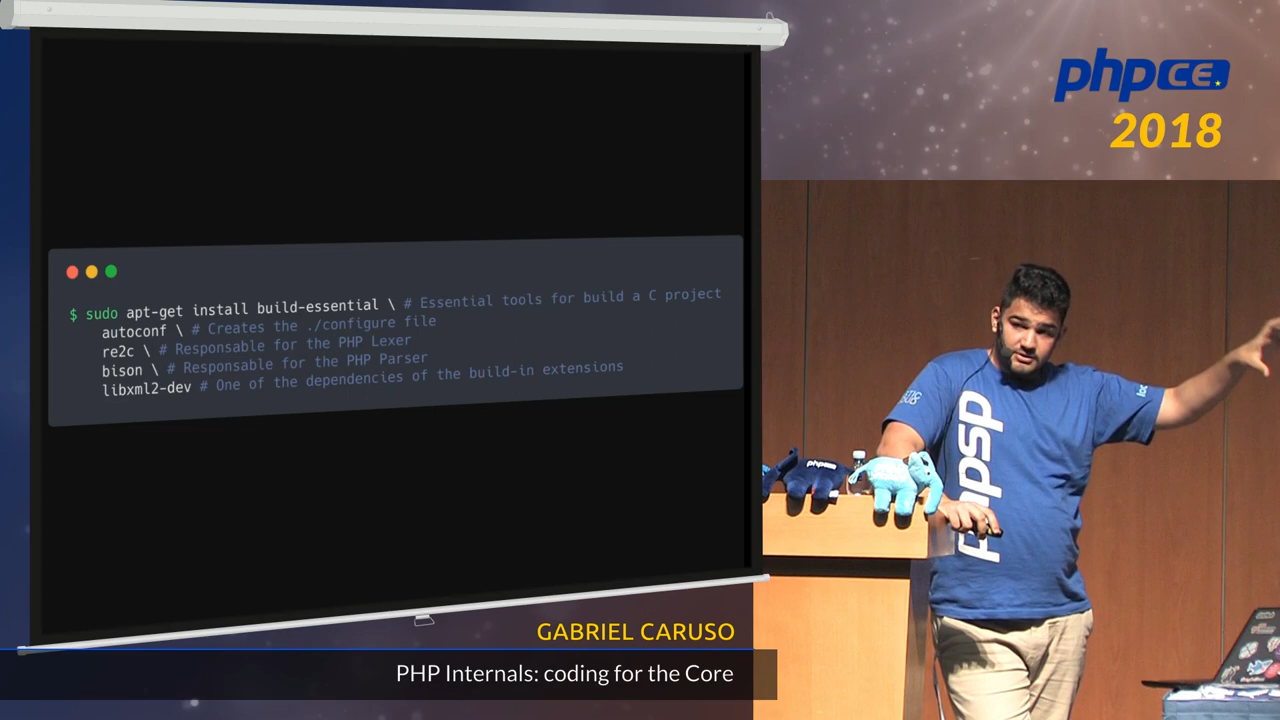 phpce
2018
$ sudo apt-get install build-essential \ # Essential tools for build a C project
autoconf \ # Creates the ./configure file
re2c \ # Responsable for the PHP Lexer
bison \ # Responsable for the PHP Parser
libxml2-dev # One of the dependencies of the build-in extensions
phpsp
phpce
GABRIEL CARUSO
PHP Internals: coding for the Core